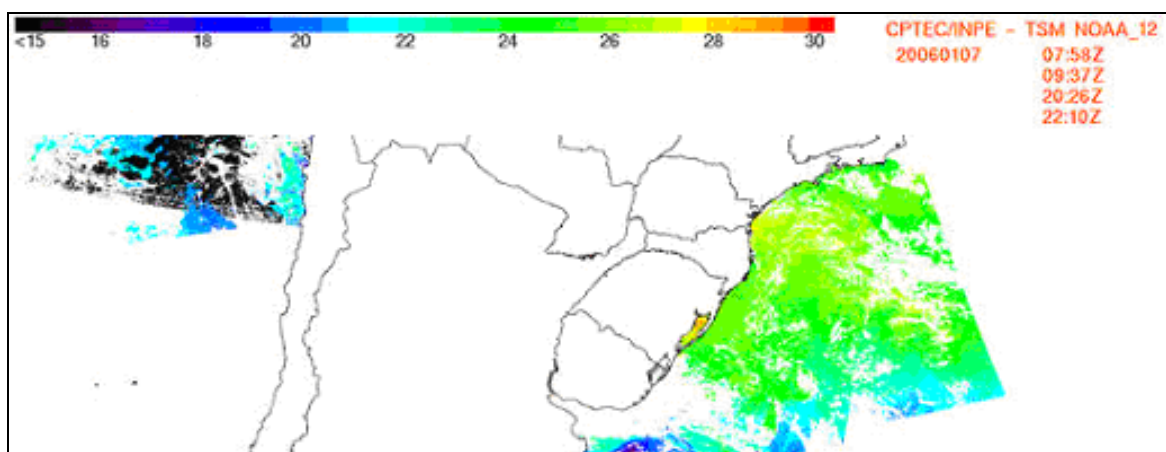 <15 16 18 20 22 24 26 28 30
CPTEC/INPE - TSM NOAA_12
20060107 07:58Z
09:37Z
20:26Z
22:10Z